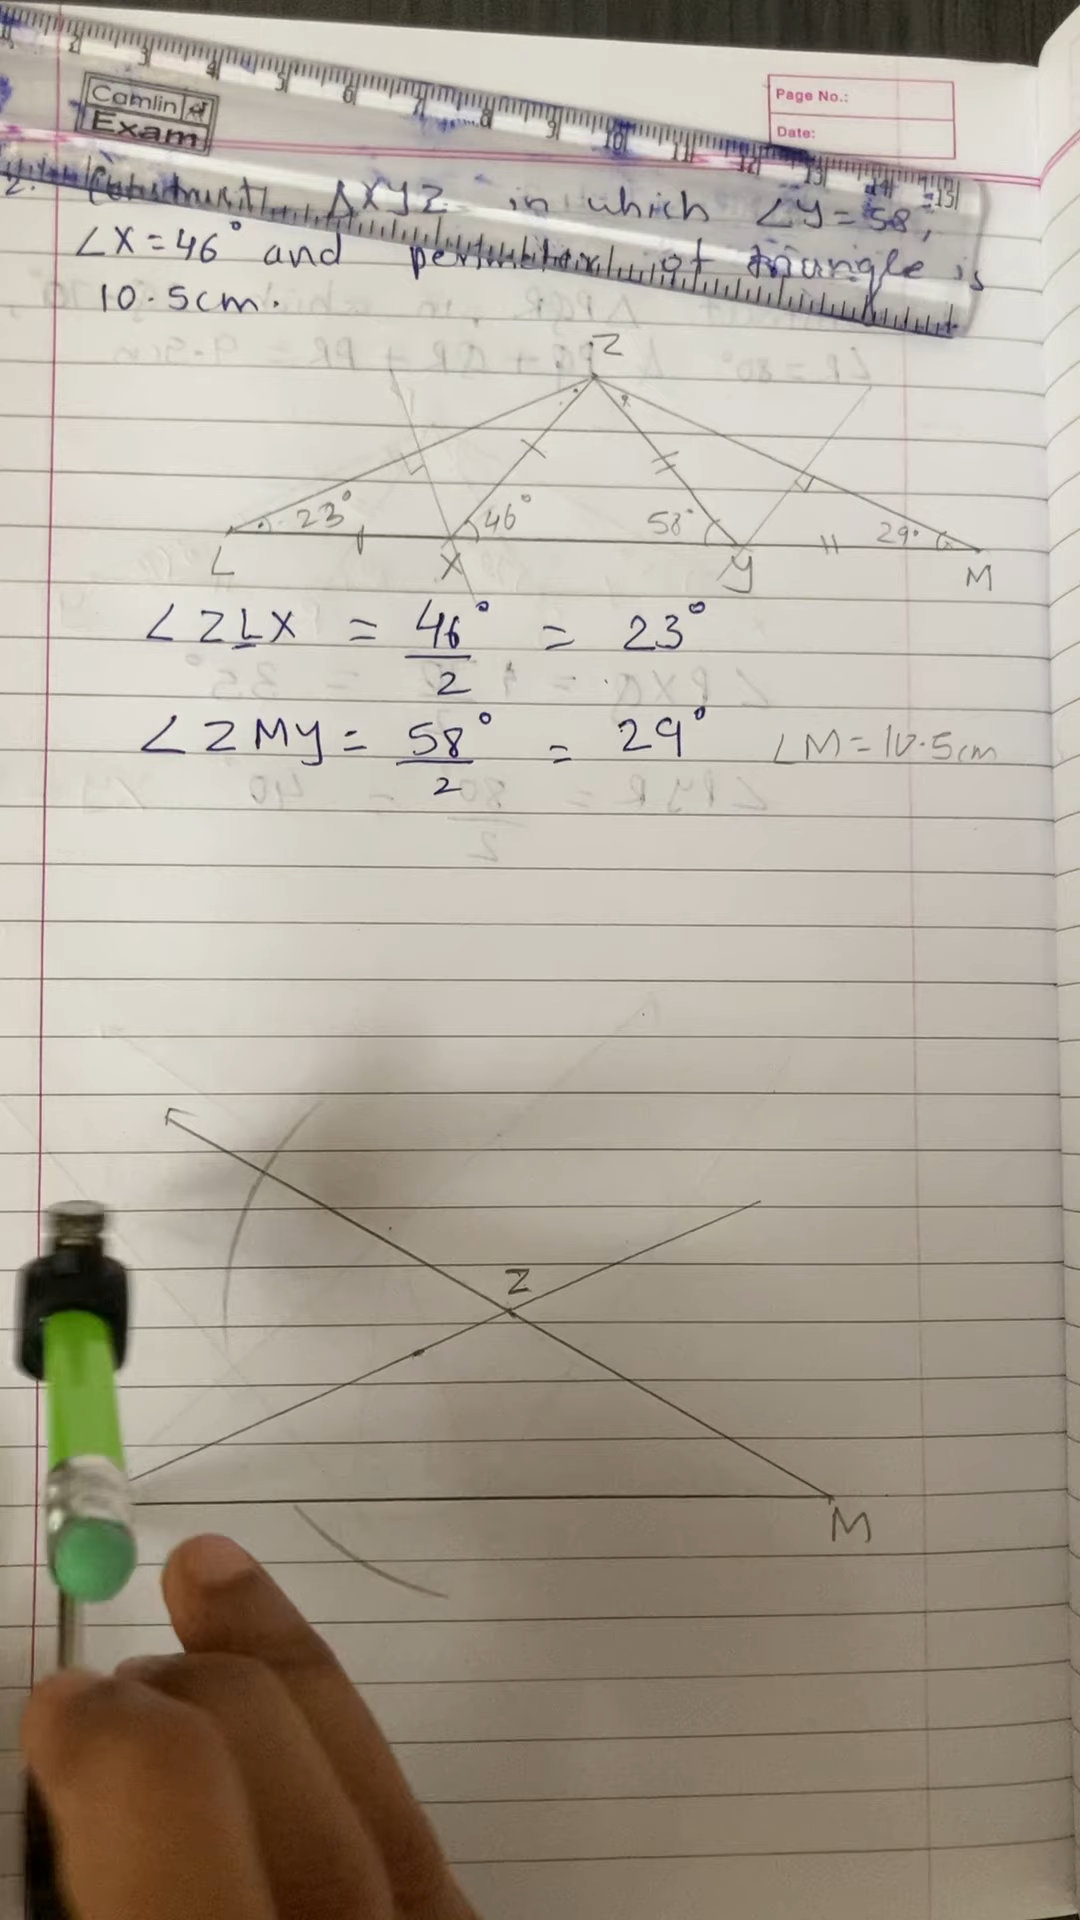 Camlin
Exam
Page No.:
Date:
2. Construct ΔXYZ in which ∠Y=58°,
∠X=46° and perimeter of triangle is
10.5cm.
Z
23° 46° 58° 29°
L X Y M
∠ZLX = 46°/2 = 23°
∠ZMY = 58°/2 = 29° LM=10.5cm
Z
M